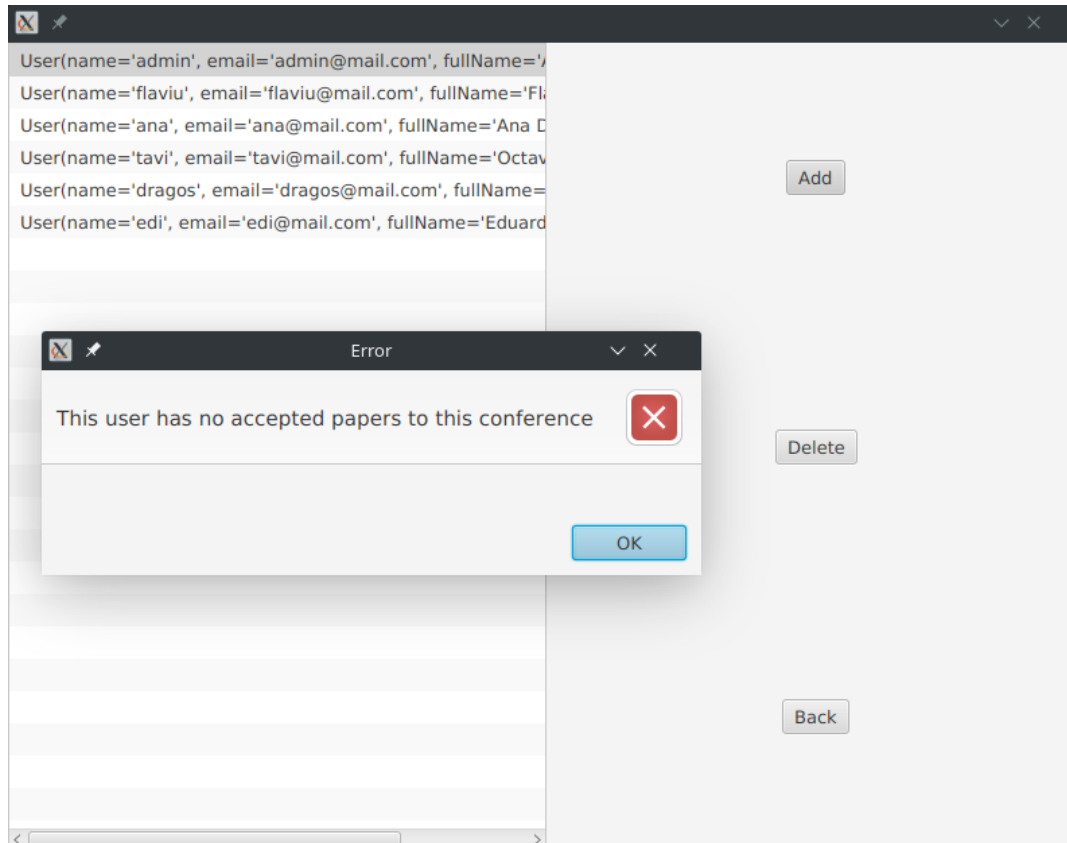 User(name='admin', email='admin@mail.com', fullName='
User(name='flaviu', email='flaviu@mail.com', fullName='Fl
User(name='ana', email='ana@mail.com', fullName='Ana D
User(name='tavi', email='tavi@mail.com', fullName='Octav
User(name='dragos', email='dragos@mail.com', fullName=
User(name='edi', email='edi@mail.com', fullName='Eduard
Add
Error
This user has no accepted papers to this conference
OK
Delete
Back